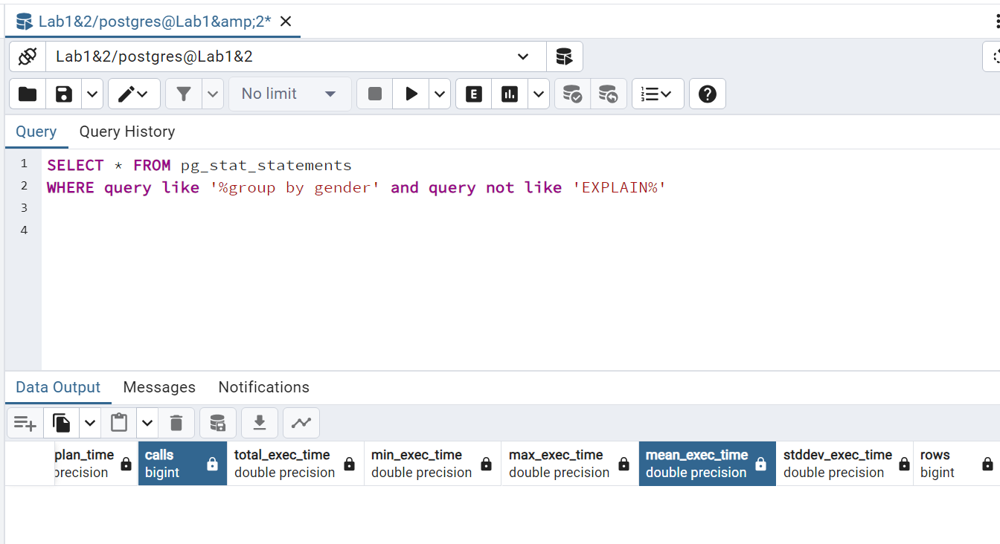 Lab1&2/postgres@Lab1&amp;2*
Lab1&2/postgres@Lab1&2
No limit
E
Query Query History
1 SELECT * FROM pg_stat_statements
2 WHERE query like '%group by gender' and query not like 'EXPLAIN%'
3
4
Data Output Messages Notifications
plan_time calls total_exec_time min_exec_time max_exec_time mean_exec_time stddev_exec_time rows
precision bigint double precision double precision double precision double precision double precision bigint